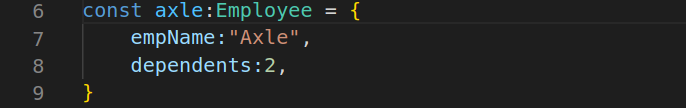 6 const axle:Employee = {
7     empName:"Axle",
8     dependents:2,
9 }